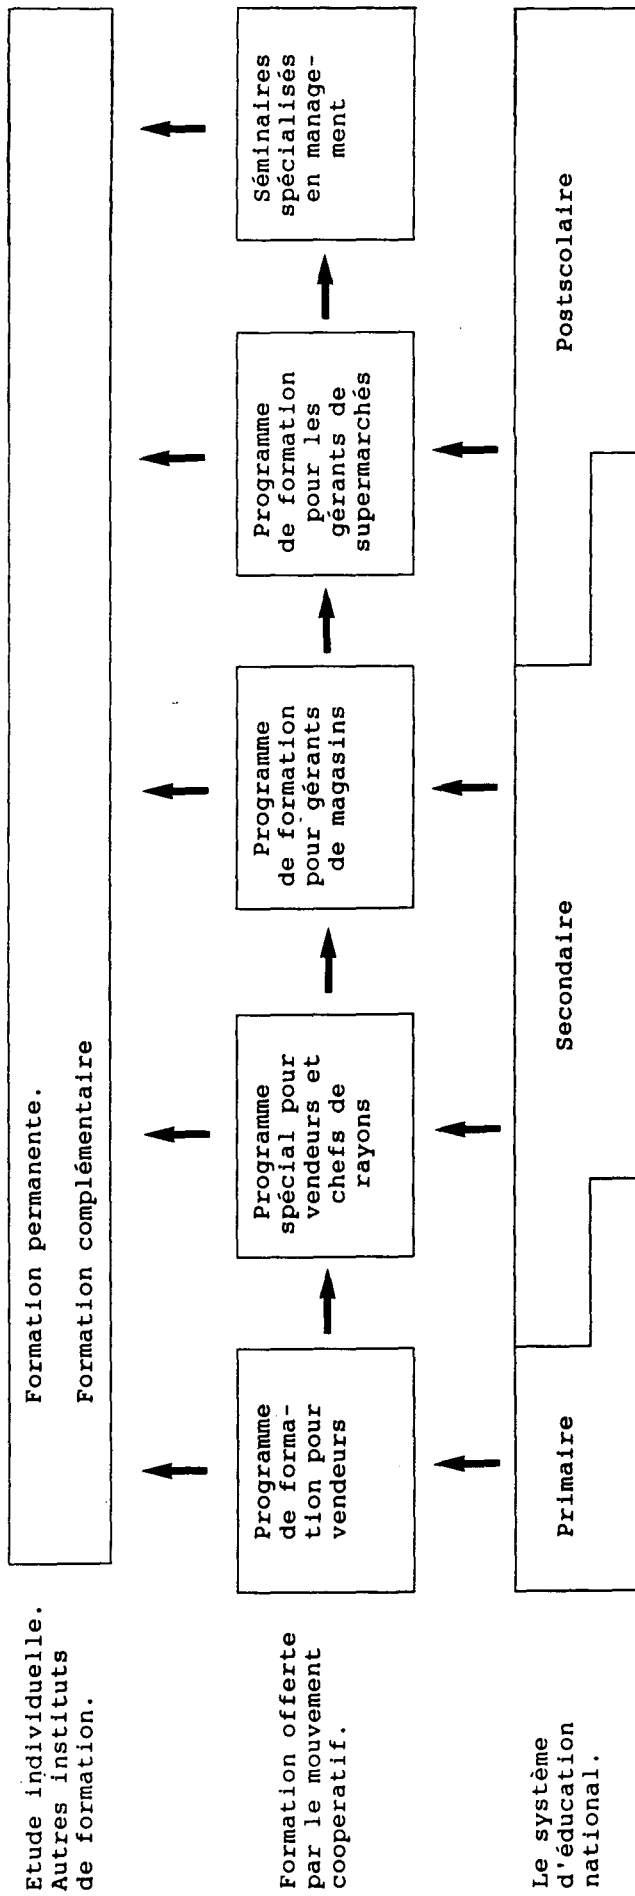 Etude individuelle.
Autres instituts
de formation.
Formation permanente.
Formation complémentaire
Formation offerte
par le mouvement
cooperatif.
Programme
de forma-
tion pour
vendeurs
Programme
spécial pour
vendeurs et
chefs de
rayons
Programme
de formation
pour gérants
de magasins
Programme
de formation
pour les
gérants de
supermarchés
Séminaires
spécialisés
en manage-
ment
Le système
d'éducation
national.
Primaire
Secondaire
Postscolaire